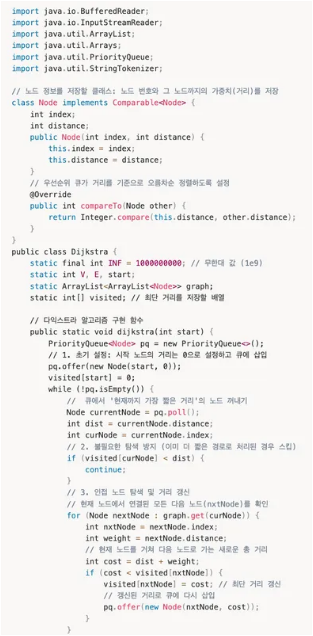 import java.io.BufferedReader;
import java.io.InputStreamReader;
import java.util.ArrayList;
import java.util.Arrays;
import java.util.PriorityQueue;
import java.util.StringTokenizer;

// 노드 정보를 저장할 클래스: 노드 번호와 그 노드까지의 가중치(거리)를 저장
class Node implements Comparable<Node> {
    int index;
    int distance;
    public Node(int index, int distance) {
        this.index = index;
        this.distance = distance;
    }
    // 우선순위 큐가 거리를 기준으로 오름차순 정렬하도록 설정
    @Override
    public int compareTo(Node other) {
        return Integer.compare(this.distance, other.distance);
    }
}
public class Dijkstra {
    static final int INF = 1000000000; // 무한대 값 (1e9)
    static int V, E, start;
    static ArrayList<ArrayList<Node>> graph;
    static int[] visited; // 최단 거리를 저장할 배열

    // 다익스트라 알고리즘 구현 함수
    public static void dijkstra(int start) {
        PriorityQueue<Node> pq = new PriorityQueue<>();
        // 1. 초기 설정: 시작 노드의 거리는 0으로 설정하고 큐에 삽입
        pq.offer(new Node(start, 0));
        visited[start] = 0;
        while (!pq.isEmpty()) {
            // 큐에서 '현재까지 가장 짧은 거리'의 노드 꺼내기
            Node currentNode = pq.poll();
            int dist = currentNode.distance;
            int curNode = currentNode.index;
            // 2. 불필요한 탐색 방지 (이미 더 짧은 경로로 처리된 경우 스킵)
            if (visited[curNode] < dist) {
                continue;
            }
            // 3. 인접 노드 탐색 및 거리 갱신
            // 현재 노드에서 연결된 모든 다음 노드(nxtNode)를 확인
            for (Node nextNode : graph.get(curNode)) {
                int nxtNode = nextNode.index;
                int weight = nextNode.distance;
                // 현재 노드를 거쳐 다음 노드로 가는 새로운 총 거리
                int cost = dist + weight;
                if (cost < visited[nxtNode]) {
                    visited[nxtNode] = cost; // 최단 거리 갱신
                    // 갱신된 거리로 큐에 다시 삽입
                    pq.offer(new Node(nxtNode, cost));
                }
            }